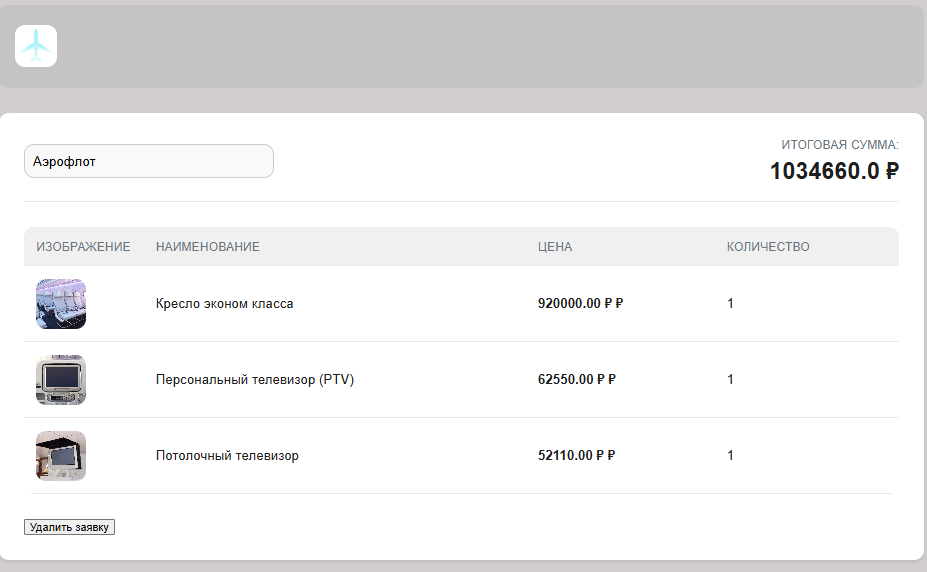 Аэрофлот
ИТОГОВАЯ СУММА:
1034660.0 ₽
ИЗОБРАЖЕНИЕ НАИМЕНОВАНИЕ ЦЕНА КОЛИЧЕСТВО
Кресло эконом класса 920000.00 ₽ ₽ 1
Персональный телевизор (PTV) 62550.00 ₽ ₽ 1
Потолочный телевизор 52110.00 ₽ ₽ 1
Удалить заявку